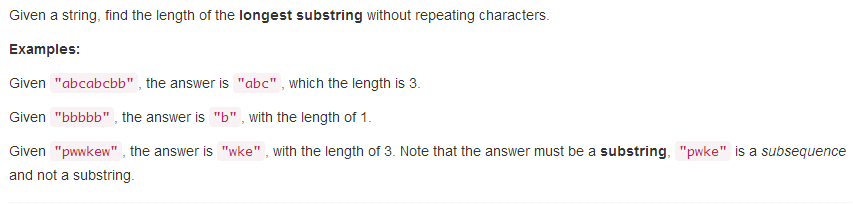 Given a string, find the length of the longest substring without repeating characters.
Examples:
Given "abcabcbb" , the answer is "abc" , which the length is 3.
Given "bbbbb" , the answer is "b" , with the length of 1.
Given "pwwkew" , the answer is "wke" , with the length of 3. Note that the answer must be a substring, "pwke" is a subsequence
and not a substring.